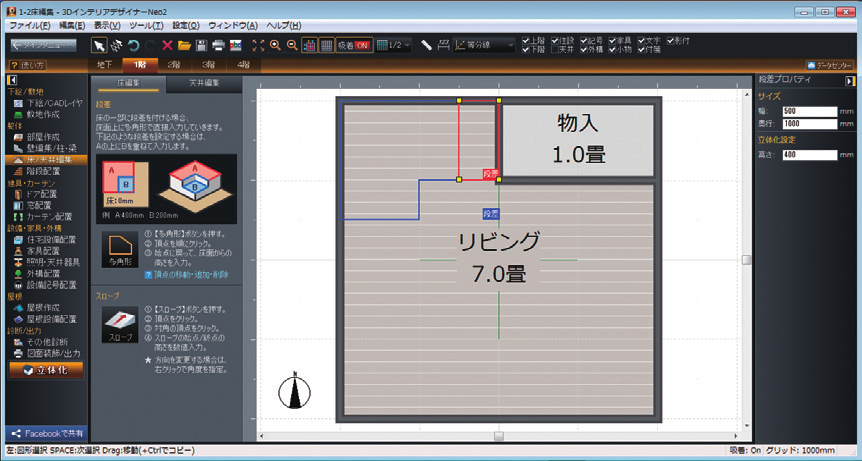 1-2床編集 - 3DインテリアデザイナーNeo2
ファイル(F) 編集(E) 表示(V) ツール(T) 設定(O) ウィンドウ(A) ヘルプ(H)
メインメニュー
吸着 ON
1/2
等分線
上階 住設 記号 家具 文字 影付
下階 天井 外構 小物 付箋
? 使い方
地下 1階 2階 3階 4階
データセンター
下絵/敷地
下絵/CADレイヤ
敷地作成
躯体
部屋作成
壁編集/柱・梁
床/天井編集
階段配置
建具・カーテン
ドア配置
窓配置
カーテン配置
設備・家具・外構
住宅設備配置
家具配置
照明・天井器具
外構配置
設備記号配置
屋根
屋根作成
屋根設備配置
診断/出力
その他診断
図面装飾/出力
立体化
Facebookで共有
床編集 天井編集
段差
床の一部に段差を付ける場合、
床面上に多角形で直接入力していきます。
下記のような段差を設定する場合は、
Aの上にBを重ねて入力します。
A
B
床:0mm
A
B
例 A:400mm B:200mm
多角形
①【多角形】ボタンを押す。
② 頂点を順にクリック。
③ 始点に戻って、床面からの
高さを入力。
? 頂点の移動・追加・削除
スロープ
スロープ
①【スロープ】ボタンを押す。
② 頂点をクリック。
③ 対角の頂点をクリック。
④ スロープの始点/終点の
高さを数値入力。
★ 方向を変更する場合は、
右クリックで角度を指定。
物入
1.0畳
段差
段差
リビング
7.0畳
N
段差プロパティ
サイズ
幅: 500 mm
奥行: 1000 mm
立体化設定
高さ: 400 mm
左:図形選択 SPACE:次選択 Drag:移動(+Ctrlでコピー)
吸着: On グリッド: 1000mm